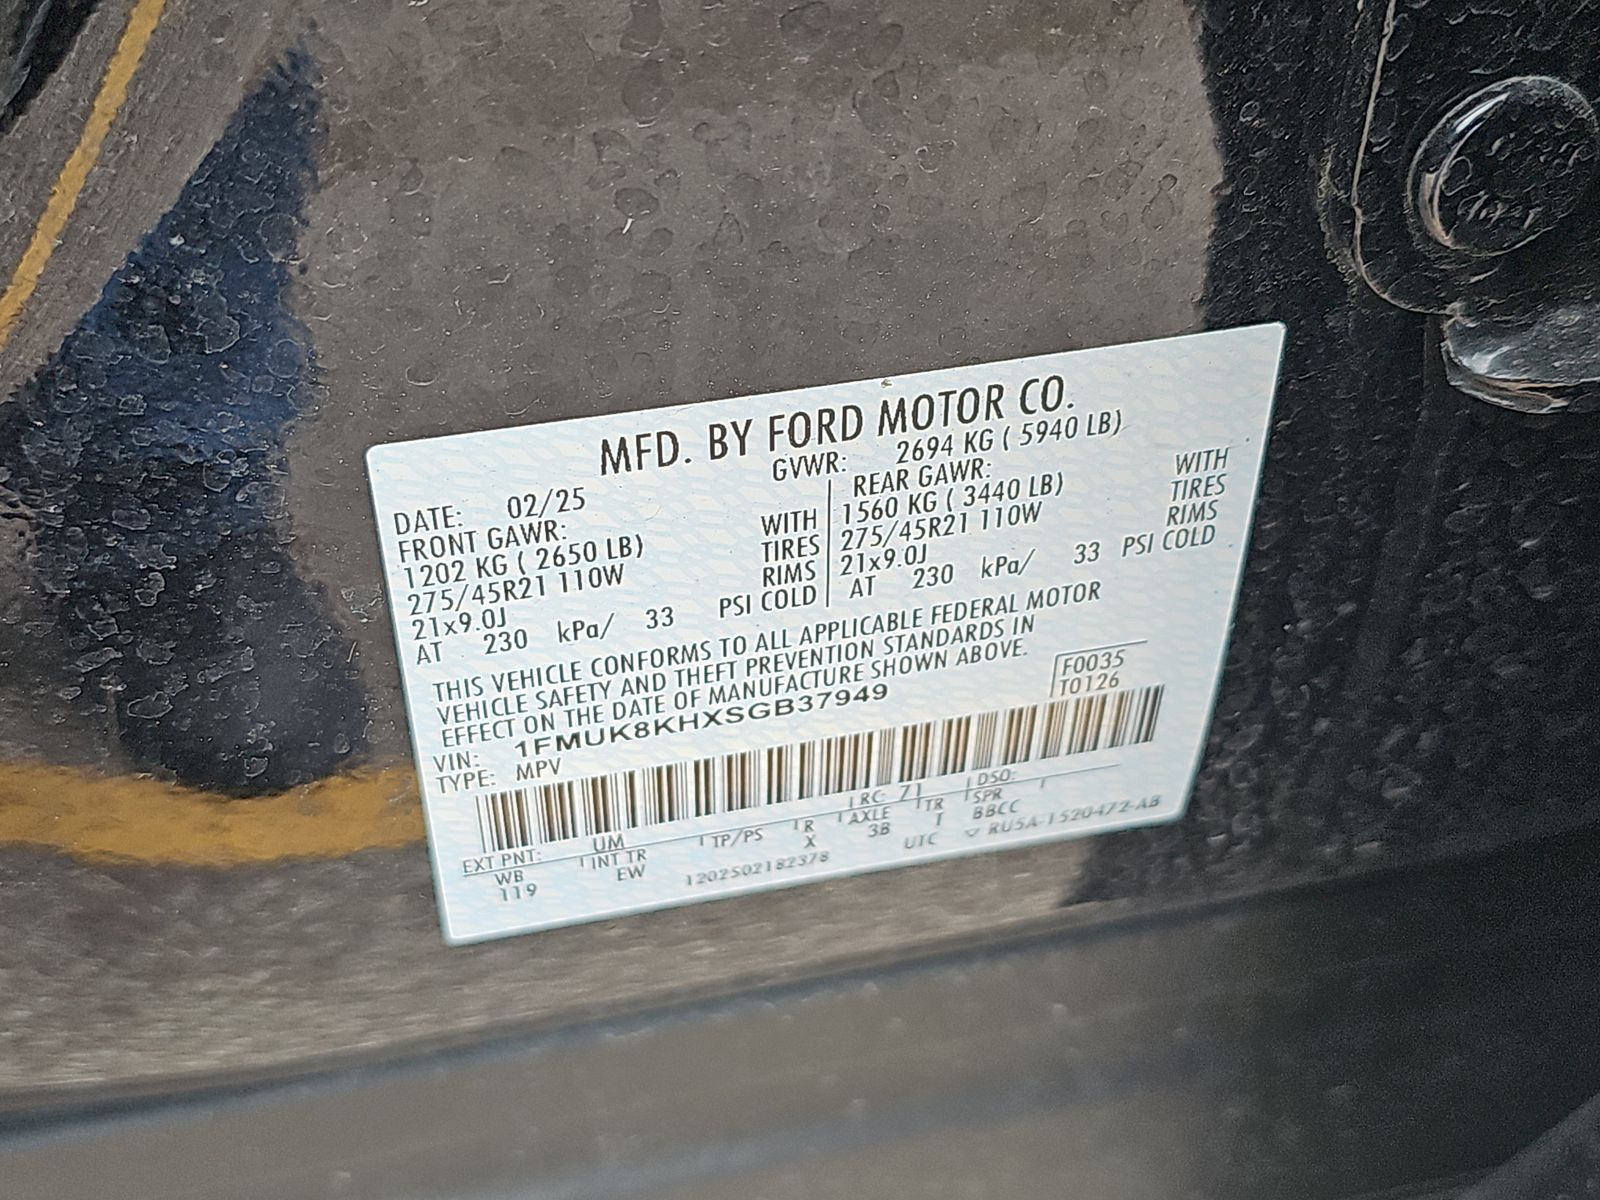 MFD. BY FORD MOTOR CO.
DATE: 02/25 GVWR: 2694 KG ( 5940 LB)
FRONT GAWR:
1202 KG ( 2650 LB) WITH
275/45R21 110W TIRES
21x9.0J RIMS
AT 230 kPa/ 33 PSI COLD
REAR GAWR: WITH
1560 KG ( 3440 LB) TIRES
275/45R21 110W RIMS
21x9.0J
AT 230 kPa/ 33 PSI COLD
THIS VEHICLE CONFORMS TO ALL APPLICABLE FEDERAL MOTOR
VEHICLE SAFETY AND THEFT PREVENTION STANDARDS IN
EFFECT ON THE DATE OF MANUFACTURE SHOWN ABOVE.
F0035
T0126
VIN: 1FMUK8KHXSGB37949
TYPE: MPV
EXT PNT: UM RC: 71 DSO:
WB INT TR TP/PS R AXLE TR SPR
119 EW X 3B T BBCC
1202502182378 UTC ▽ RU5A-1520472-AB